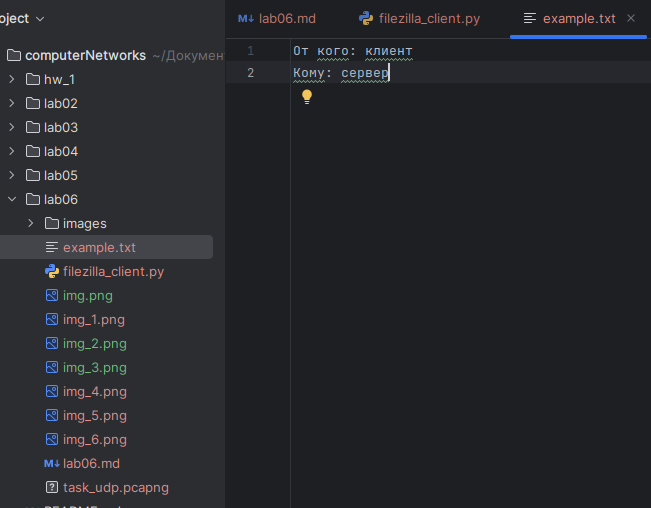 oject
lab06.md
filezilla_client.py
example.txt
computerNetworks ~/Докумен
hw_1
lab02
lab03
lab04
lab05
lab06
images
example.txt
filezilla_client.py
img.png
img_1.png
img_2.png
img_3.png
img_4.png
img_5.png
img_6.png
M↓ lab06.md
task_udp.pcapng
1 От кого: клиент
2 Кому: сервер